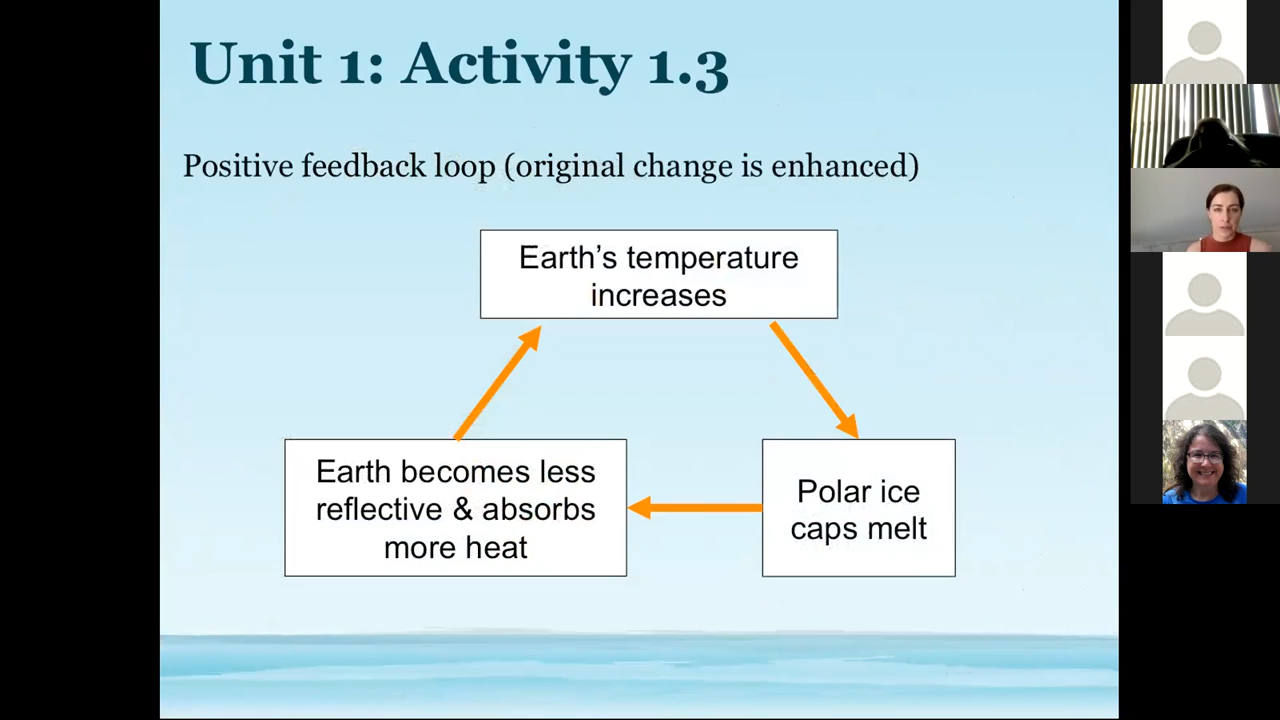 Unit 1: Activity 1.3
Positive feedback loop (original change is enhanced)
Earth’s temperature
increases
Earth becomes less
reflective & absorbs
more heat
Polar ice
caps melt